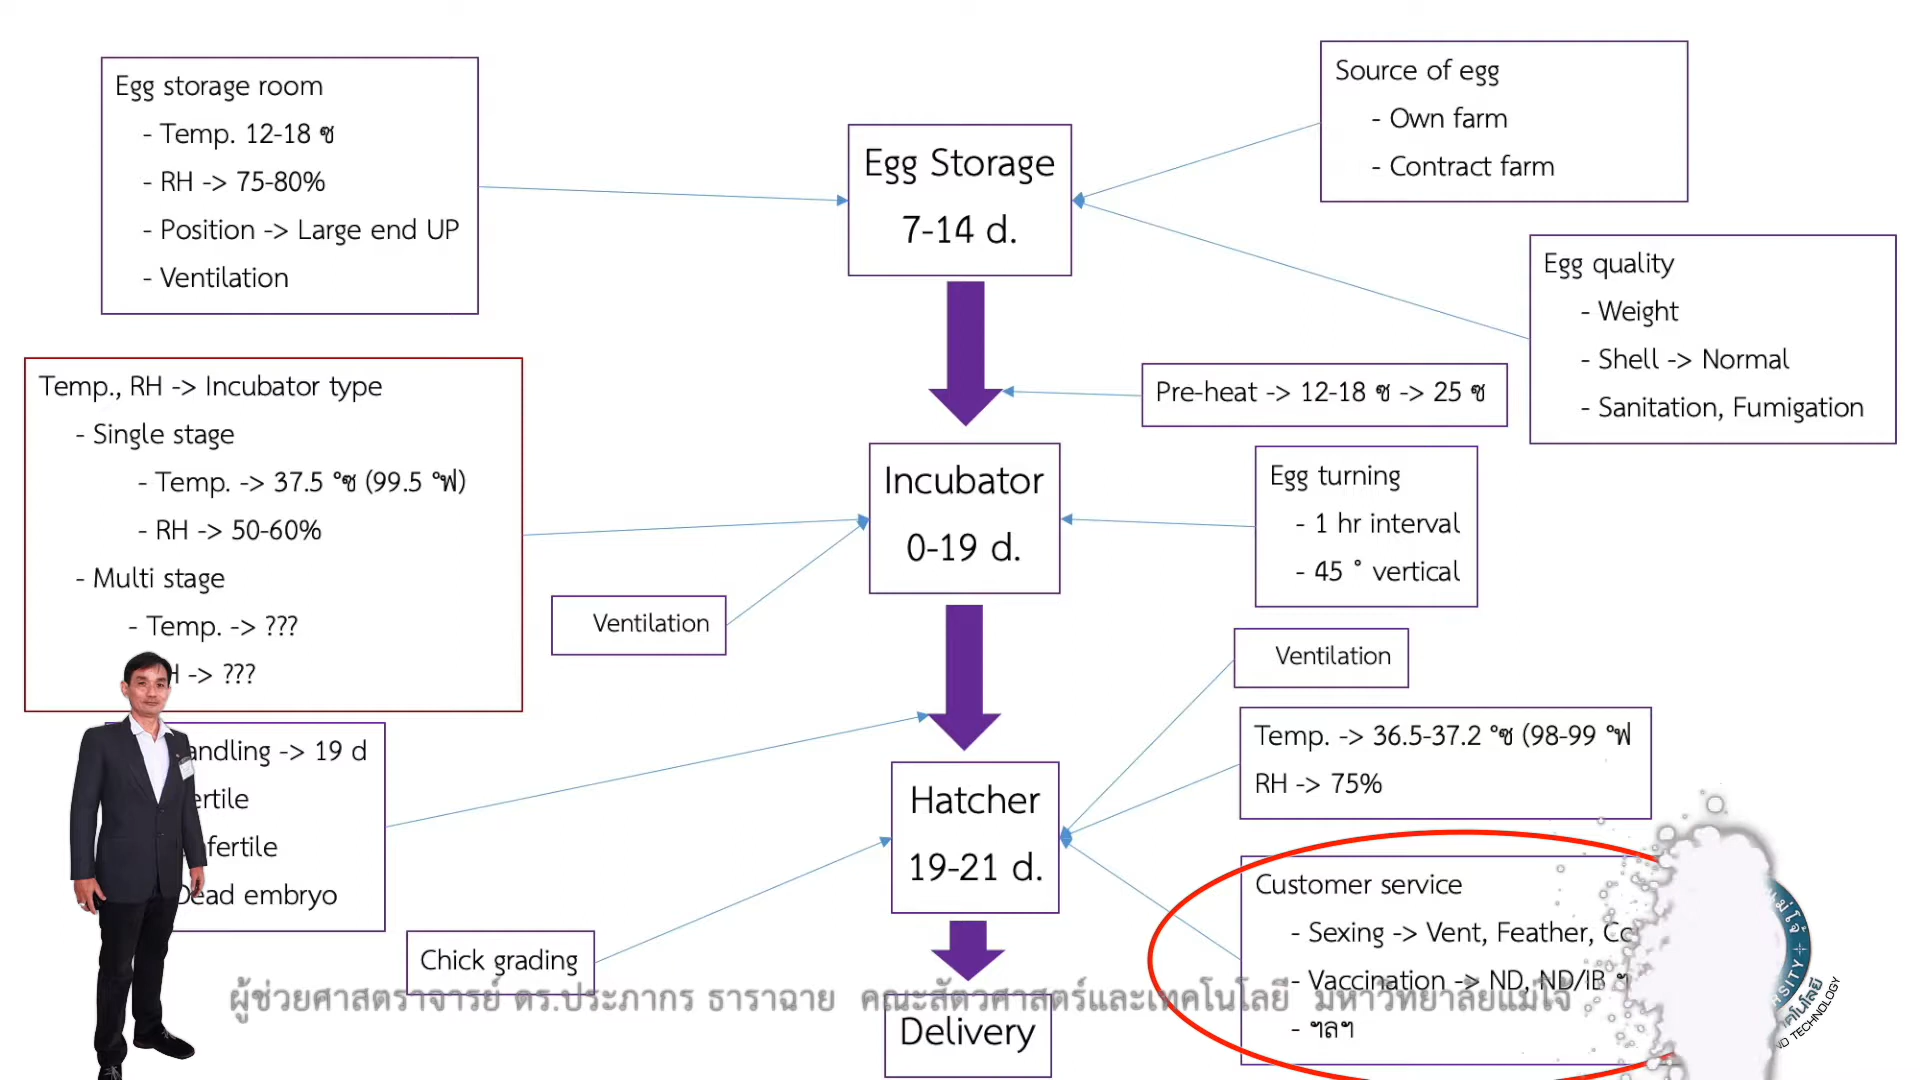 Egg storage room
- Temp. 12-18 ซ
- RH -> 75-80%
- Position -> Large end UP
- Ventilation
Egg Storage
7-14 d.
Source of egg
- Own farm
- Contract farm
Egg quality
- Weight
- Shell -> Normal
- Sanitation, Fumigation
Pre-heat -> 12-18 ซ -> 25 ซ
Temp., RH -> Incubator type
- Single stage
- Temp. -> 37.5 °ซ (99.5 °ฟ)
- RH -> 50-60%
- Multi stage
- Temp. -> ???
-> ???
Incubator
0-19 d.
Egg turning
- 1 hr interval
- 45 ° vertical
Ventilation
Ventilation
19 d
Dead embryo
Hatcher
19-21 d.
Temp. -> 36.5-37.2 °ซ (98-99 °ฟ
RH -> 75%
Customer service
- Sexing -> Vent, Feather,
- Vaccination -> ND, ND/IB
- ฯลฯ
Chick grading
ผู้ช่วยศาสตราจารย์ ดร.ประภากร ธาราฉาย คณะสัตวศาสตร์และเทคโนโลยี มหาวิทยาลัยแม่โจ้
Delivery
TECHNOLOGY